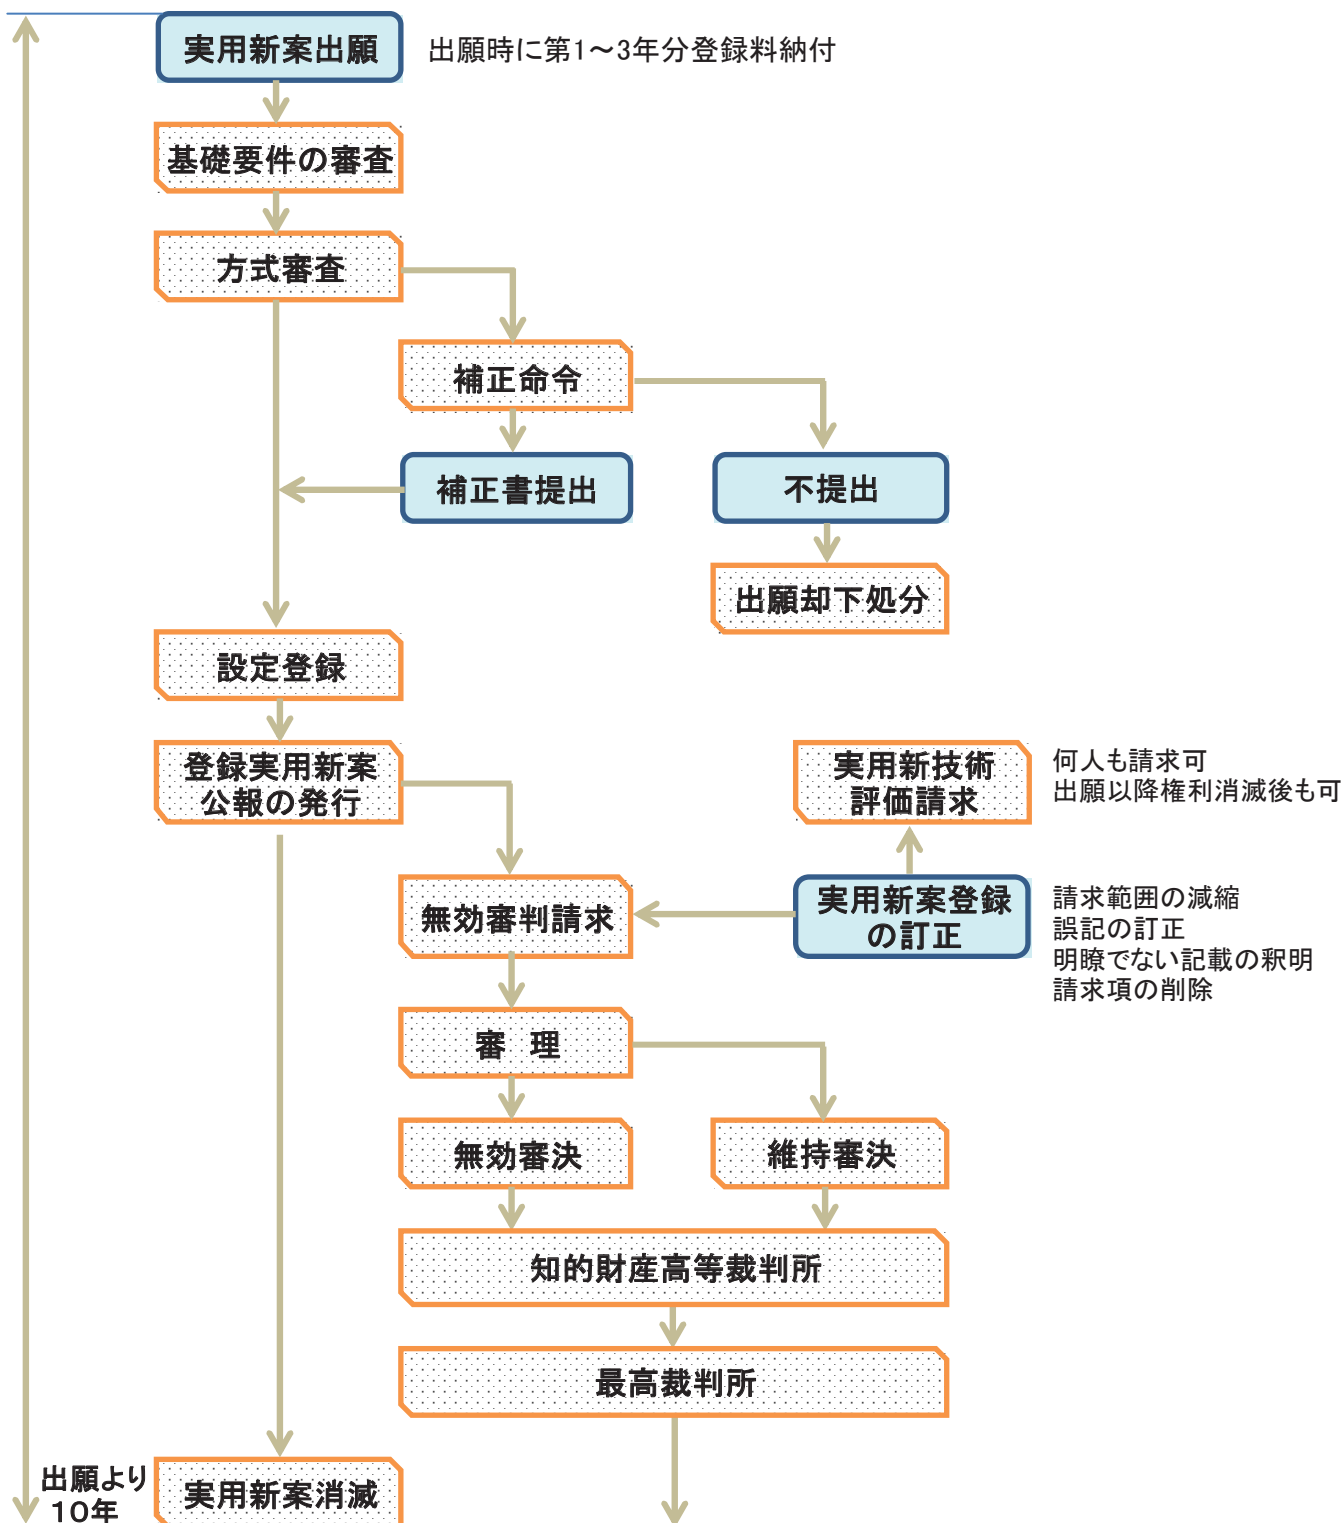 実用新案出願
出願時に第1～3年分登録料納付
基礎要件の審査
方式審査
補正命令
補正書提出
不提出
出願却下処分
設定登録
登録実用新案
公報の発行
実用新技術
評価請求
何人も請求可
出願以降権利消滅後も可
無効審判請求
実用新案登録
の訂正
請求範囲の減縮
誤記の訂正
明瞭でない記載の釈明
請求項の削除
審　理
無効審決
維持審決
知的財産高等裁判所
最高裁判所
出願より
10年
実用新案消滅